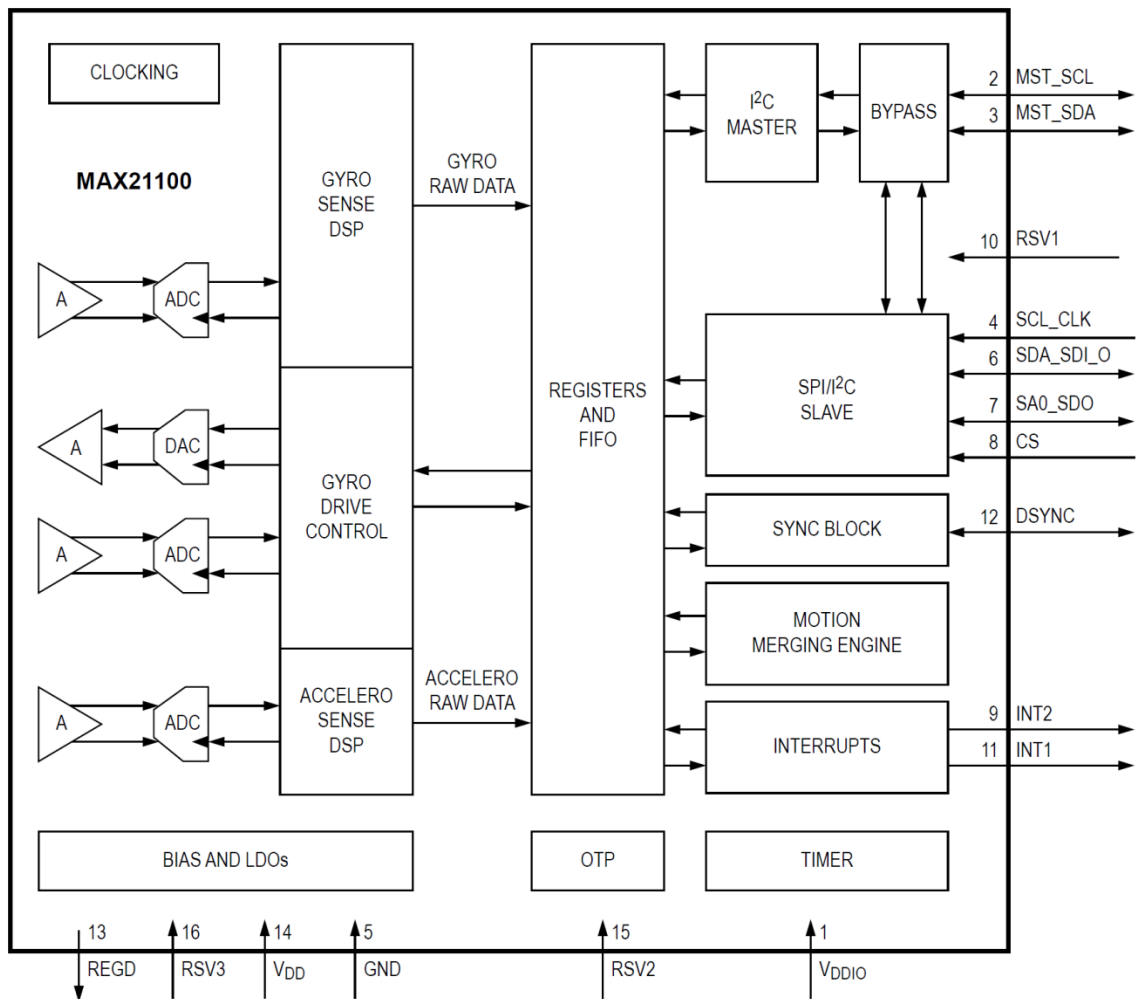 CLOCKING
MAX21100
A
ADC
A
DAC
A
ADC
A
ADC
GYRO
SENSE
DSP
GYRO
DRIVE
CONTROL
ACCELERO
SENSE
DSP
GYRO
RAW DATA
ACCELERO
RAW DATA
REGISTERS
AND
FIFO
I²C
MASTER
BYPASS
SPI/I²C
SLAVE
SYNC BLOCK
MOTION
MERGING ENGINE
INTERRUPTS
2 MST_SCL
3 MST_SDA
10 RSV1
4 SCL_CLK
6 SDA_SDI_O
7 SA0_SDO
8 CS
12 DSYNC
9 INT2
11 INT1
BIAS AND LDOs
OTP
TIMER
13
REGD
16
RSV3
14
VDD
5
GND
15
RSV2
1
VDDIO